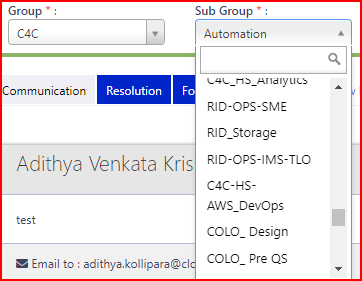 Group * : Sub Group * :
C4C Automation
C4C_HS_Analytics
Communication Resolution Fo
RID-OPS-SME
RID_Storage
Adithya Venkata Kris
RID-OPS-IMS-TLO
C4C-HS-
AWS_DevOps
test
COLO_ Design
Email to : adithya.kollipara@clo
COLO_ Pre QS